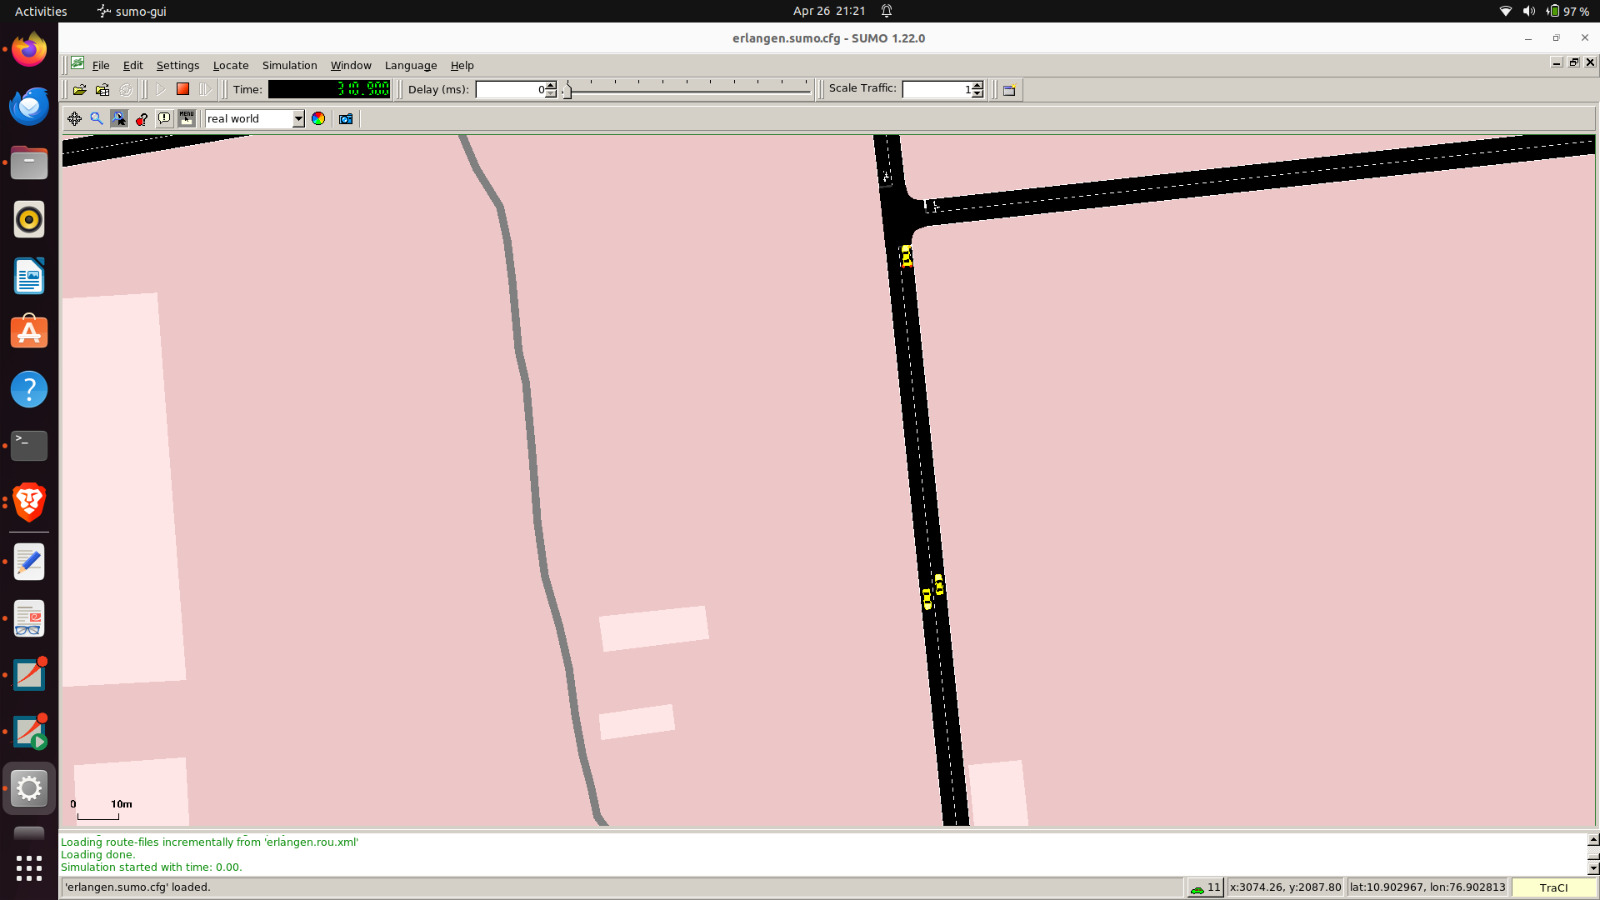 Activities
sumo-gui
Apr 26 21:21
97 %
erlangen.sumo.cfg - SUMO 1.22.0
File Edit Settings Locate Simulation Window Language Help
Time: 310.900
Delay (ms): 0
Scale Traffic: 1
real world
0 10m
Loading route-files incrementally from 'erlangen.rou.xml'
Loading done.
Simulation started with time: 0.00.
'erlangen.sumo.cfg' loaded.
11
x:3074.26, y:2087.80
lat:10.902967, lon:76.902813
TraCI